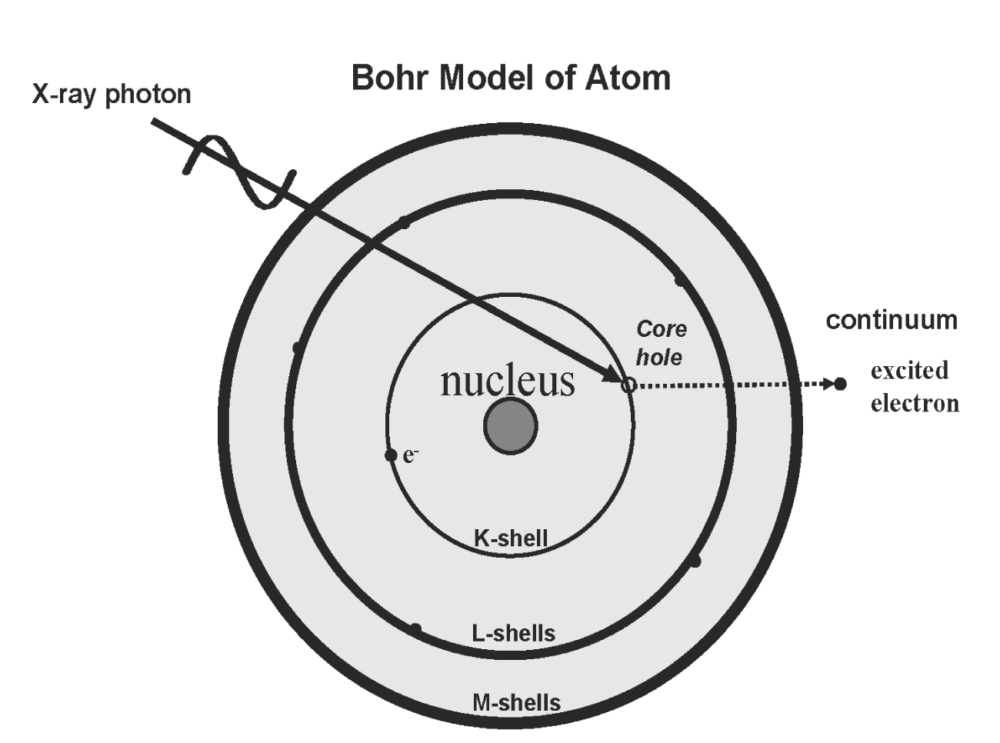 Bohr Model of Atom
X-ray photon
continuum
Core
hole
excited
electron
nucleus
e-
K-shell
L-shells
M-shells